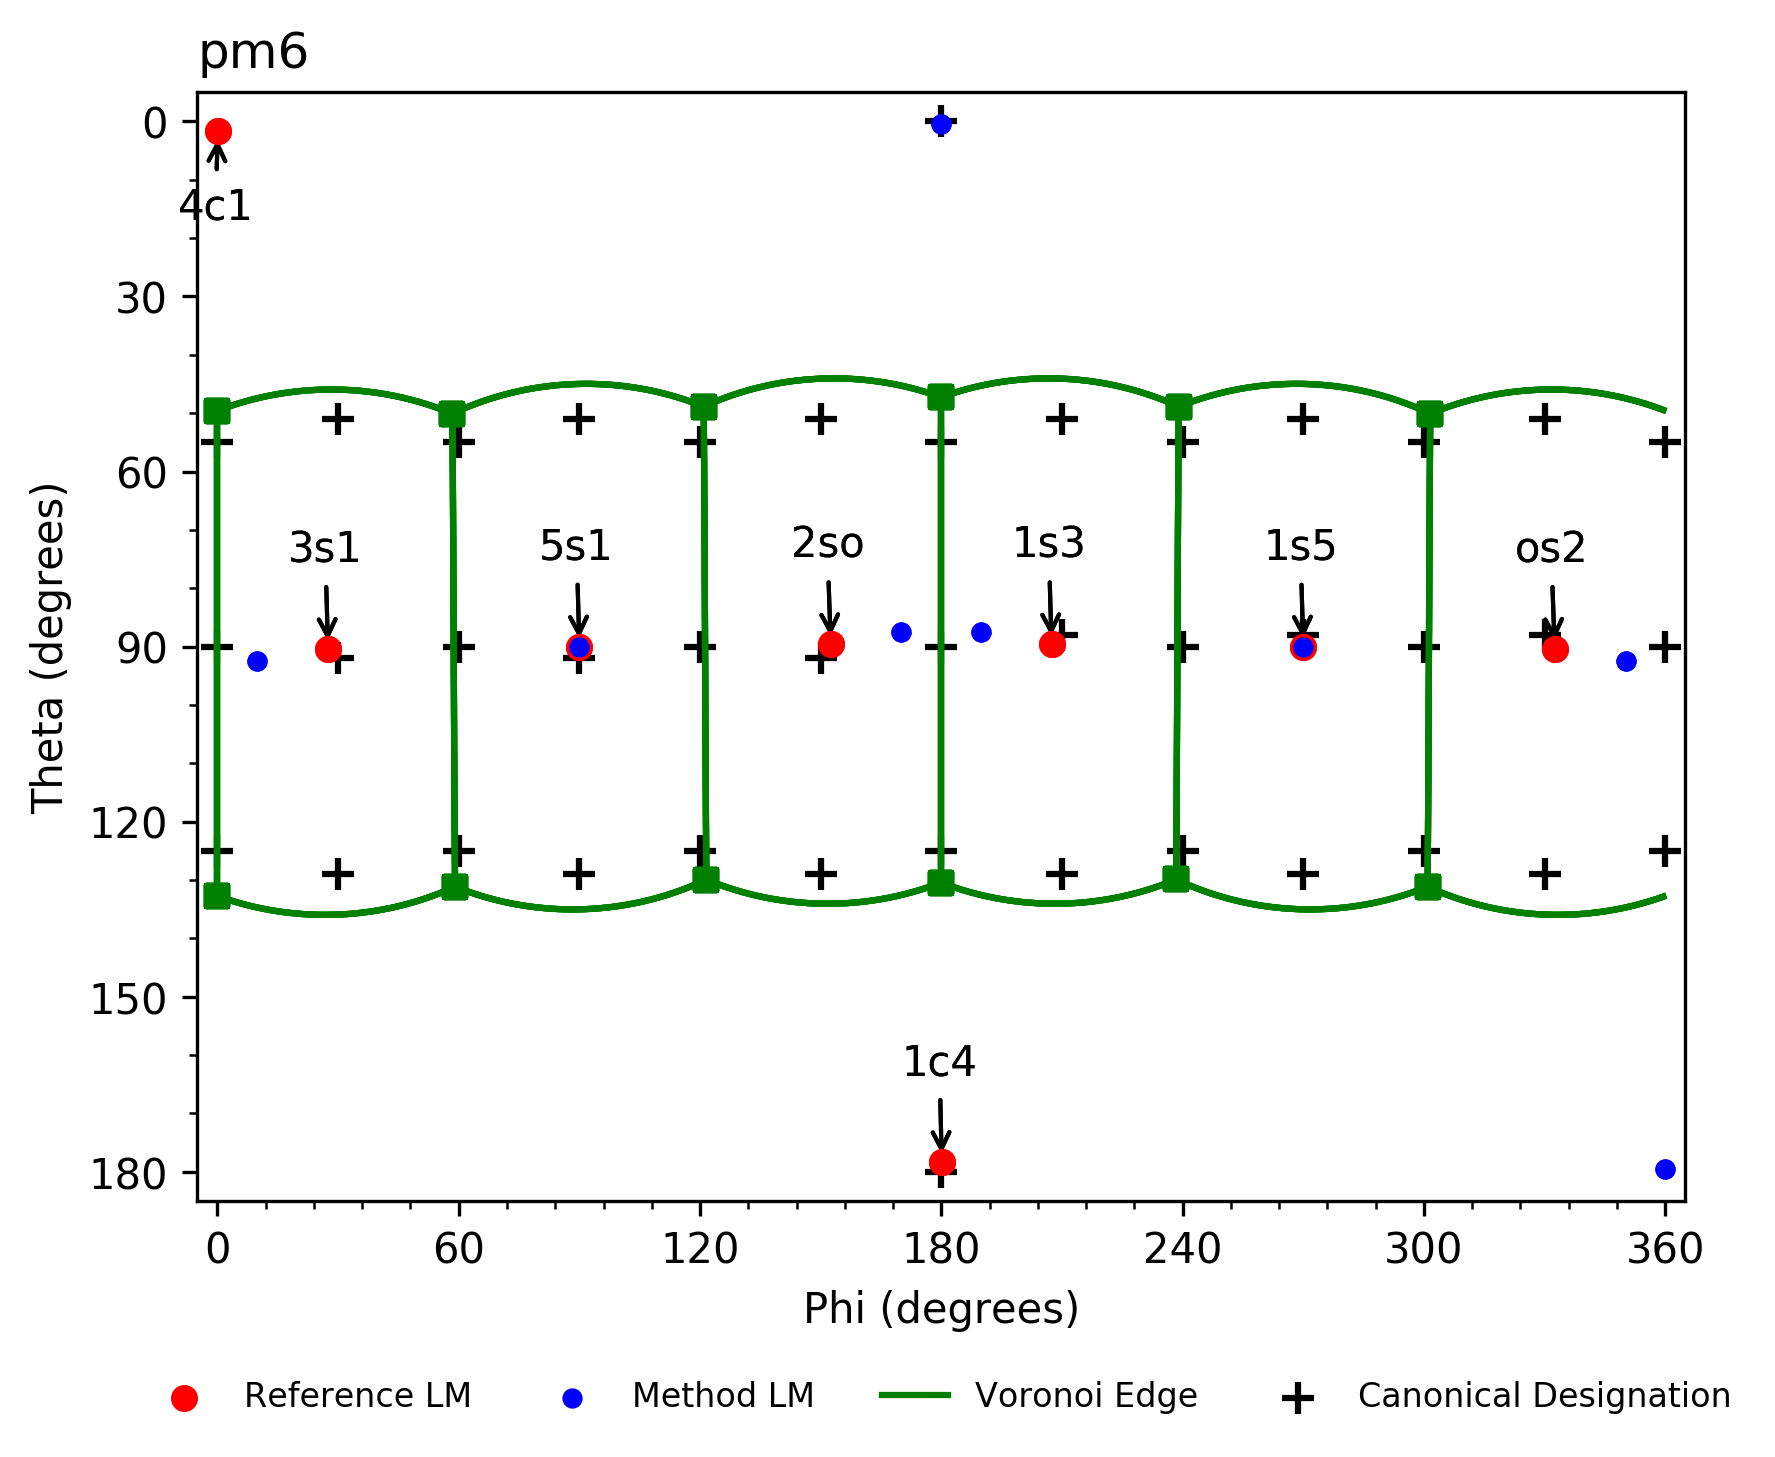 pm6
0
30
60
90
120
150
180
Theta (degrees)
4c1
3s1
5s1
2so
1s3
1s5
os2
1c4
0 60 120 180 240 300 360
Phi (degrees)
Reference LM Method LM Voronoi Edge Canonical Designation